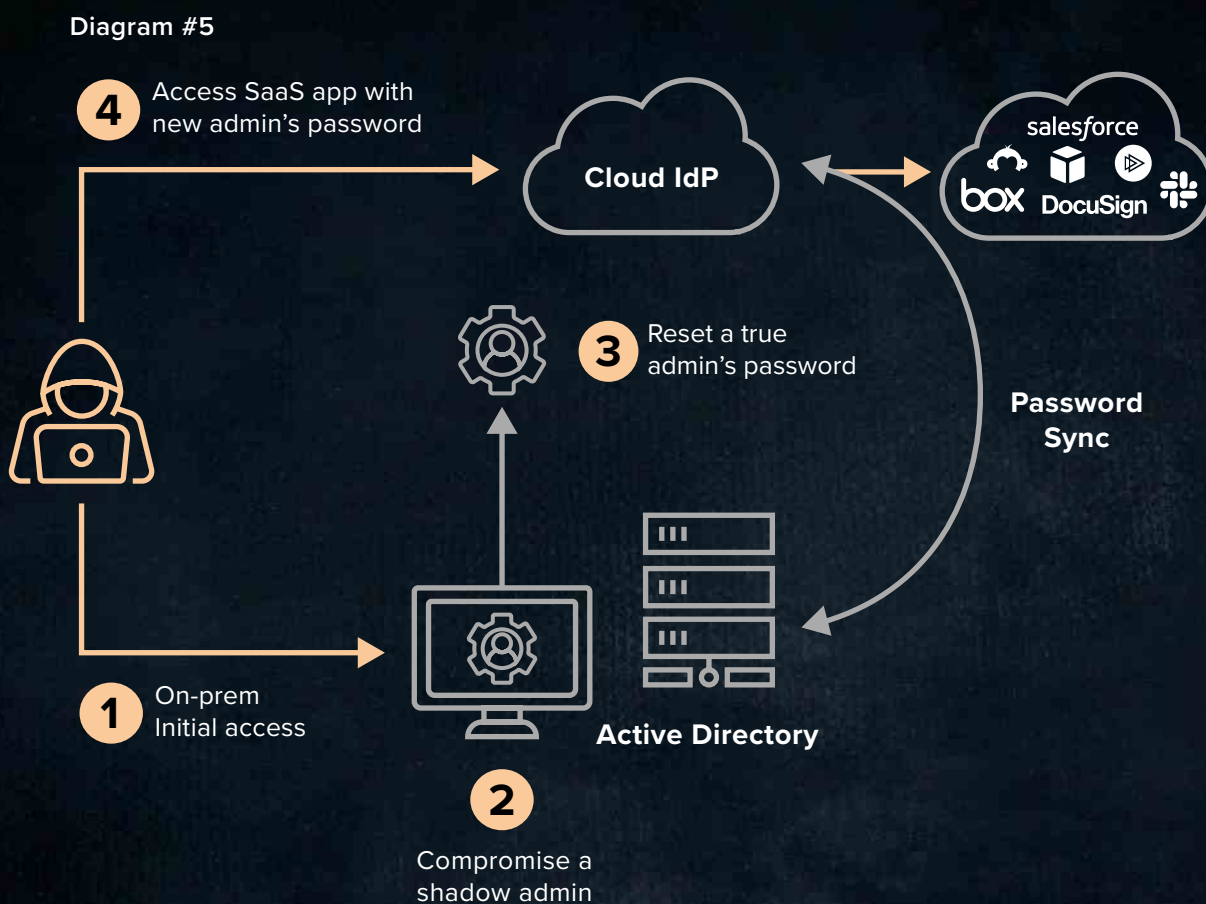 Diagram #5
4
Access SaaS app with
new admin's password
Cloud IdP
salesforce
box
DocuSign
3
Reset a true
admin's password
Password
Sync
1
On-prem
Initial access
Active Directory
2
Compromise a
shadow admin